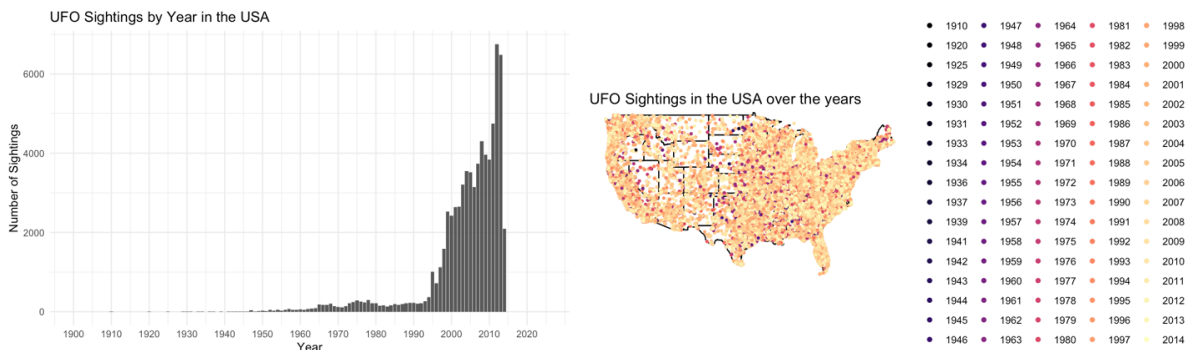 UFO Sightings by Year in the USA
Number of Sightings
6000
4000
2000
0
1900 1910 1920 1930 1940 1950 1960 1970 1980 1990 2000 2010 2020
Year
UFO Sightings in the USA over the years
1910 1947 1964 1981 1998
1920 1948 1965 1982 1999
1925 1949 1966 1983 2000
1929 1950 1967 1984 2001
1930 1951 1968 1985 2002
1931 1952 1969 1986 2003
1933 1953 1970 1987 2004
1934 1954 1971 1988 2005
1936 1955 1972 1989 2006
1937 1956 1973 1990 2007
1939 1957 1974 1991 2008
1941 1958 1975 1992 2009
1942 1959 1976 1993 2010
1943 1960 1977 1994 2011
1944 1961 1978 1995 2012
1945 1962 1979 1996 2013
1946 1963 1980 1997 2014